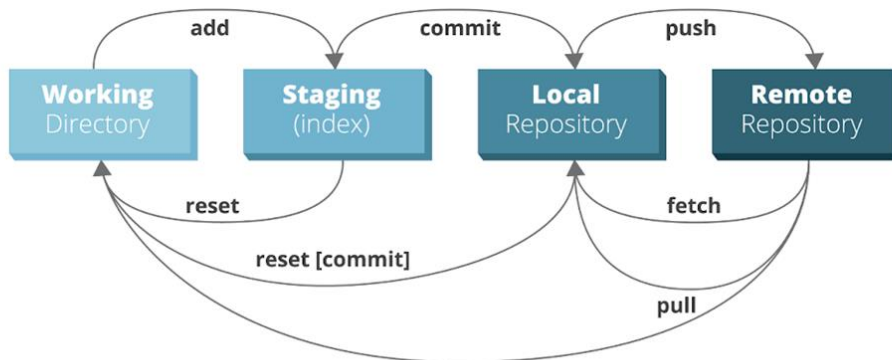 add
commit
push
Working
Directory
Staging
(index)
Local
Repository
Remote
Repository
reset
fetch
reset [commit]
pull